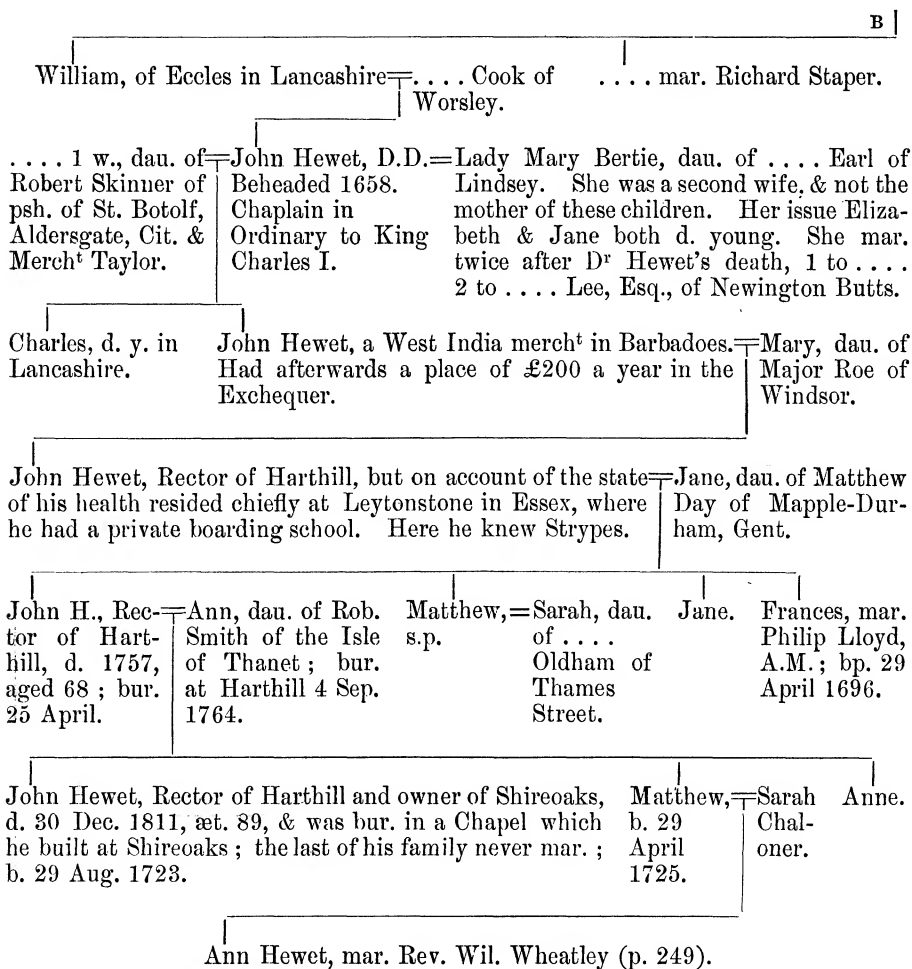 B
William, of Eccles in Lancashire=. . . . Cook of Worsley.
. . . . mar. Richard Staper.
. . . . 1 w., dau. of=
Robert Skinner of
psh. of St. Botolf,
Aldersgate, Cit. &
Merchᵗ Taylor.
John Hewet, D.D.=
Beheaded 1658.
Chaplain in
Ordinary to King
Charles I.
Lady Mary Bertie, dau. of . . . . Earl of
Lindsey. She was a second wife, & not the
mother of these children. Her issue Eliza-
beth & Jane both d. young. She mar.
twice after Dʳ Hewet's death, 1 to . . . .
2 to . . . . Lee, Esq., of Newington Butts.
Charles, d. y. in
Lancashire.
John Hewet, a West India merchᵗ in Barbadoes.=
Had afterwards a place of £200 a year in the
Exchequer.
Mary, dau. of
Major Roe of
Windsor.
John Hewet, Rector of Harthill, but on account of the state=
of his health resided chiefly at Leytonstone in Essex, where
he had a private boarding school. Here he knew Strypes.
Jane, dau. of Matthew
Day of Mapple-Dur-
ham, Gent.
John H., Rec-=
tor of Hart-
hill, d. 1757,
aged 68 ; bur.
25 April.
Ann, dau. of Rob.
Smith of the Isle
of Thanet ; bur.
at Harthill 4 Sep.
1764.
Matthew,=
s.p.
Sarah, dau.
of . . . .
Oldham of
Thames
Street.
Jane.
Frances, mar.
Philip Lloyd,
A.M. ; bp. 29
April 1696.
John Hewet, Rector of Harthill and owner of Shireoaks,
d. 30 Dec. 1811, æt. 89, & was bur. in a Chapel which
he built at Shireoaks ; the last of his family never mar. ;
b. 29 Aug. 1723.
Matthew,=
b. 29
April
1725.
Sarah
Chal-
oner.
Anne.
Ann Hewet, mar. Rev. Wil. Wheatley (p. 249).